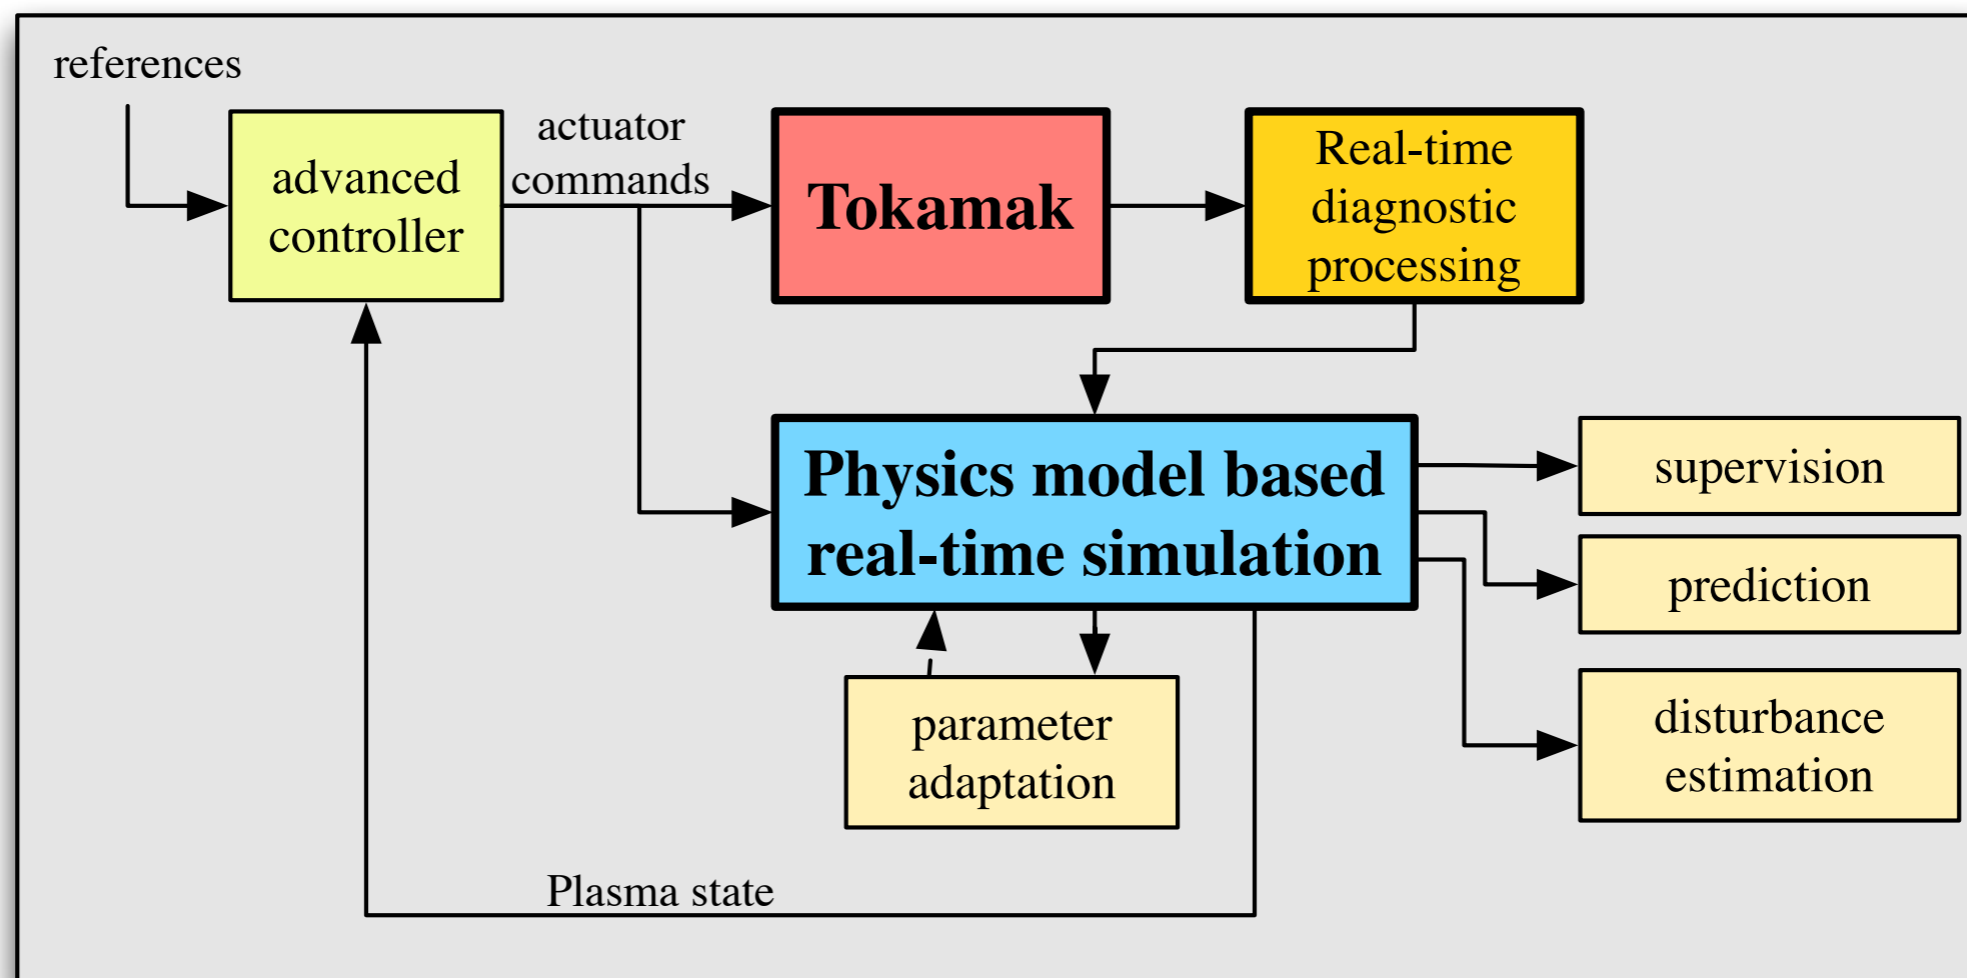 references
actuator
commands
advanced
controller
Tokamak
Real-time
diagnostic
processing
Physics model based
real-time simulation
supervision
prediction
disturbance
estimation
parameter
adaptation
Plasma state